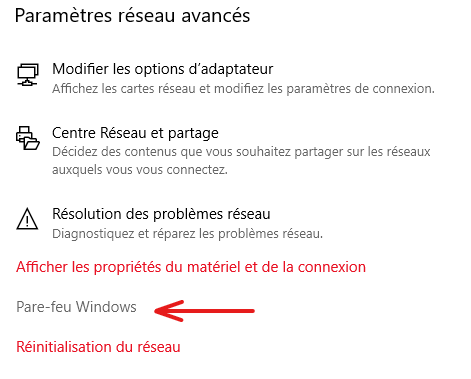 Paramètres réseau avancés
Modifier les options d’adaptateur
Affichez les cartes réseau et modifiez les paramètres de connexion.
Centre Réseau et partage
Décidez des contenus que vous souhaitez partager sur les réseaux
auxquels vous vous connectez.
Résolution des problèmes réseau
Diagnostiquez et réparez les problèmes réseau.
Afficher les propriétés du matériel et de la connexion
Pare-feu Windows
Réinitialisation du réseau